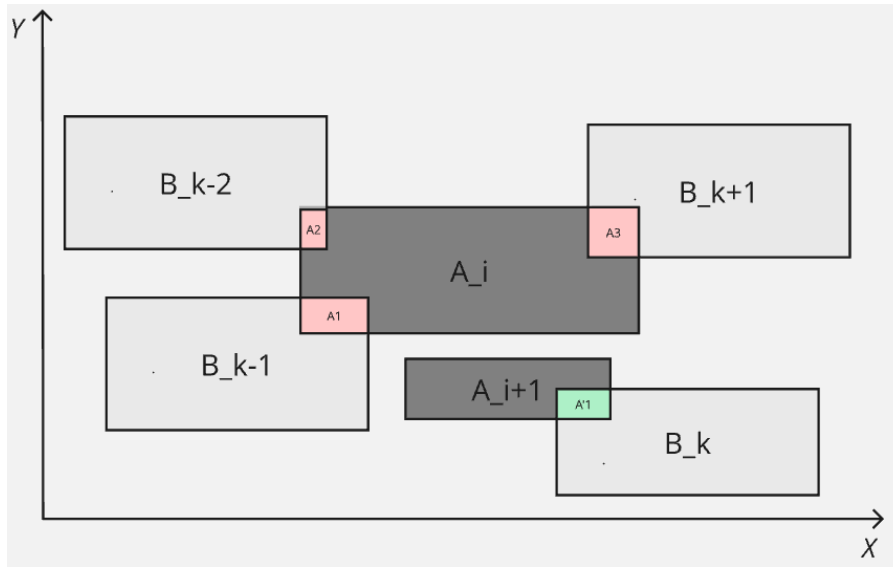 Y
B_k-2
B_k+1
A2
A3
A_i
A1
B_k-1
A_i+1
A'1
B_k
X